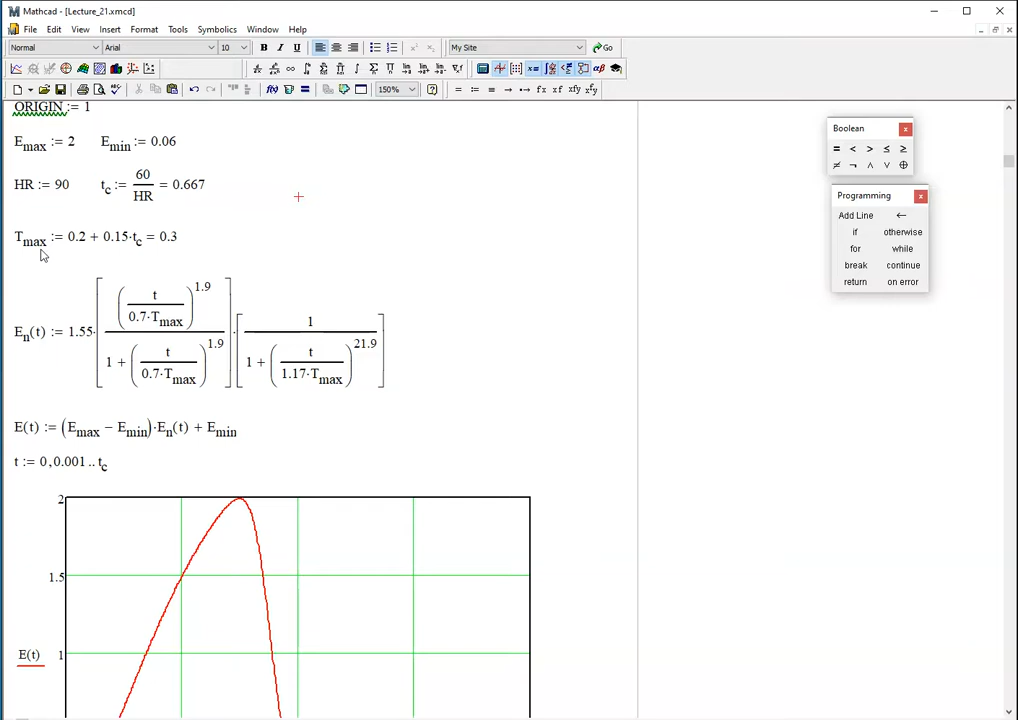 Mathcad - [Lecture_21.xmcd]
File Edit View Insert Format Tools Symbolics Window Help
Normal Arial 10 B I U My Site Go
150%
ORIGIN := 1
E_max := 2 E_min := 0.06
HR := 90 t_c := 60/HR = 0.667
T_max := 0.2 + 0.15·t_c = 0.3
E_n(t) := 1.55·[(t/(0.7·T_max))^1.9/(1 + (t/(0.7·T_max))^1.9)]·[1/(1 + (t/(1.17·T_max))^21.9)]
E(t) := (E_max − E_min)·E_n(t) + E_min
t := 0, 0.001 .. t_c
2
1.5
E(t) 1
Boolean
= < > ≤ ≥
≠ ¬ ∧ ∨ ⊕
Programming
Add Line ←
if otherwise
for while
break continue
return on error